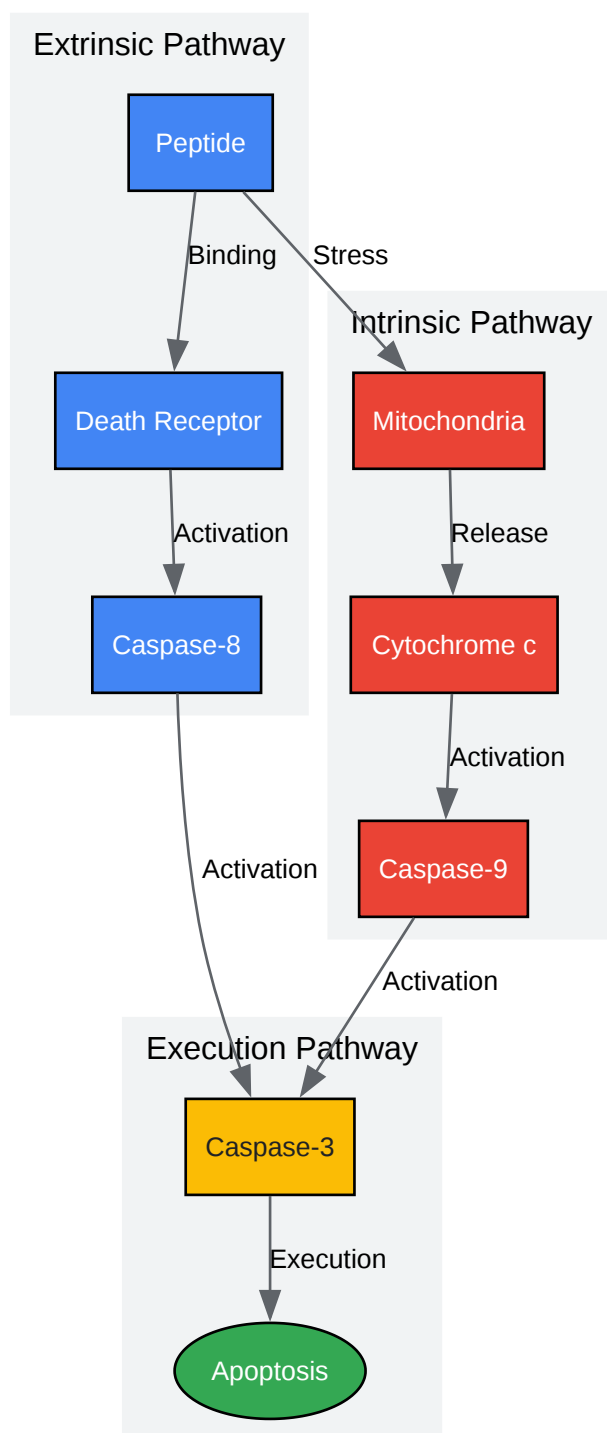 Extrinsic Pathway
Peptide
Binding
Stress
Intrinsic Pathway
Death Receptor
Mitochondria
Activation
Release
Caspase-8
Cytochrome c
Activation
Caspase-9
Activation
Activation
Execution Pathway
Caspase-3
Execution
Apoptosis